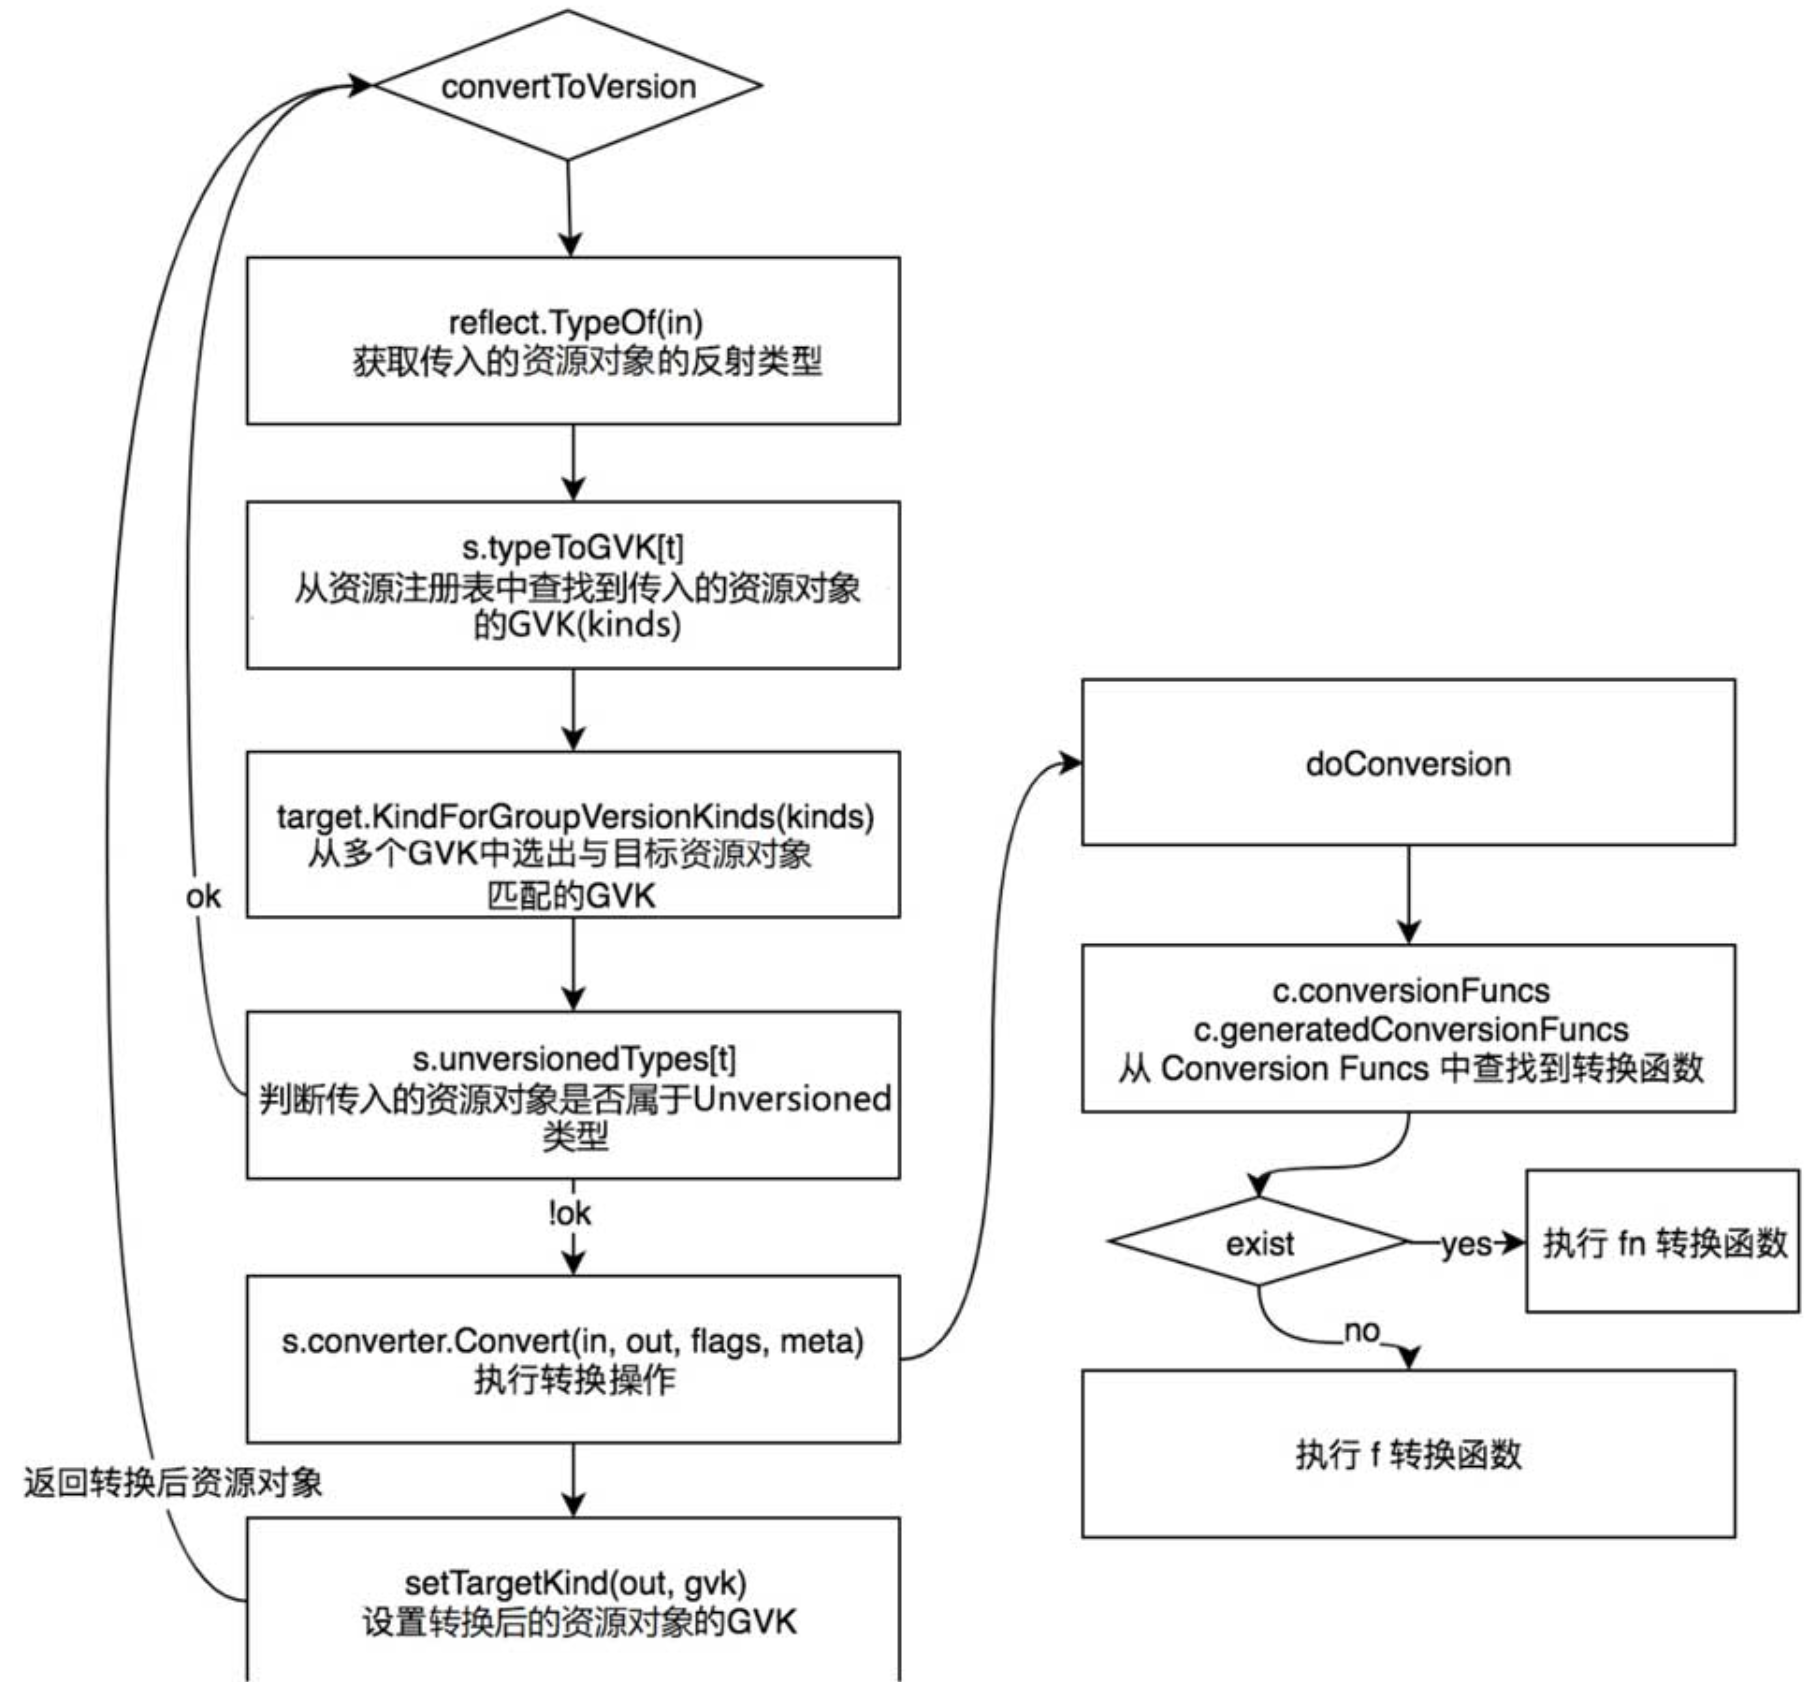 convertToVersion
reflect.TypeOf(in)
获取传入的资源对象的反射类型
s.typeToGVK[t]
从资源注册表中查找到传入的资源对象
的GVK(kinds)
target.KindForGroupVersionKinds(kinds)
从多个GVK中选出与目标资源对象
匹配的GVK
ok
s.unversionedTypes[t]
判断传入的资源对象是否属于Unversioned
类型
!ok
s.converter.Convert(in, out, flags, meta)
执行转换操作
返回转换后资源对象
setTargetKind(out, gvk)
设置转换后的资源对象的GVK
doConversion
c.conversionFuncs
c.generatedConversionFuncs
从 Conversion Funcs 中查找到转换函数
exist
yes
执行 fn 转换函数
no
执行 f 转换函数